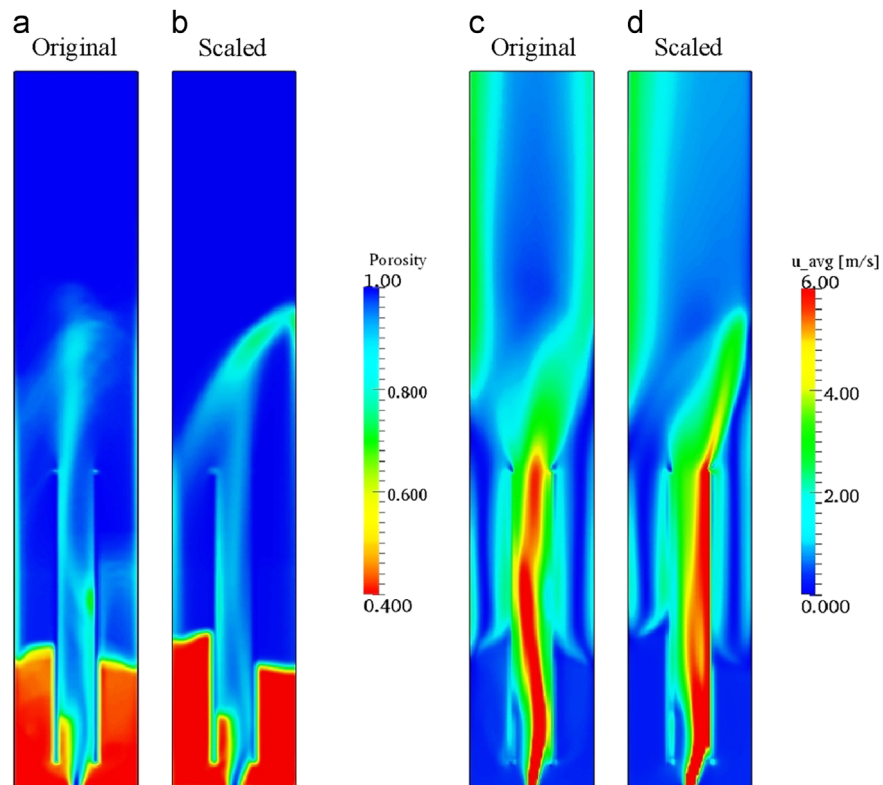 a
Original
b
Scaled
c
Original
d
Scaled
Porosity
1.00
0.800
0.600
0.400
u_avg [m/s]
6.00
4.00
2.00
0.000